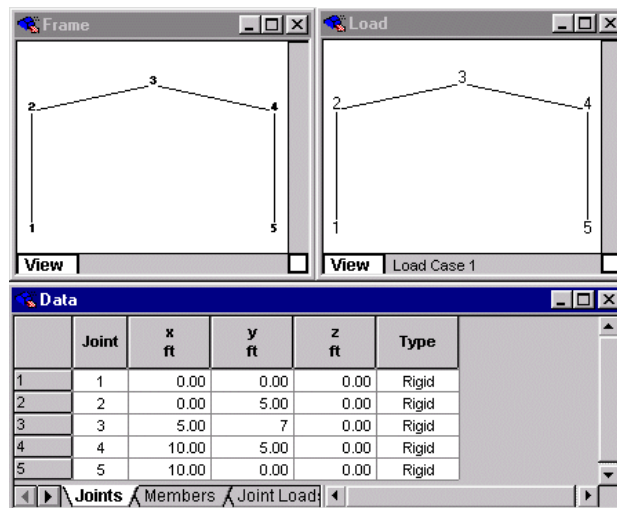 Frame
3
2 4
1 5
View
Load
3
2 4
1 5
View Load Case 1
Data
Joint x ft y ft z ft Type
1 1 0.00 0.00 0.00 Rigid
2 2 0.00 5.00 0.00 Rigid
3 3 5.00 7 0.00 Rigid
4 4 10.00 5.00 0.00 Rigid
5 5 10.00 0.00 0.00 Rigid
Joints Members Joint Loads